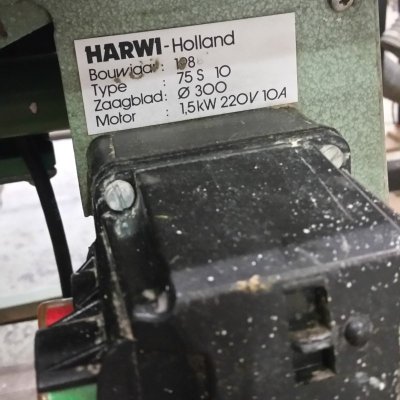 HARWI-Holland
Bouwjaar : 198
Type : 75 S 10
Zaagblad : Ø 300
Motor : 1,5kW 220V 10A